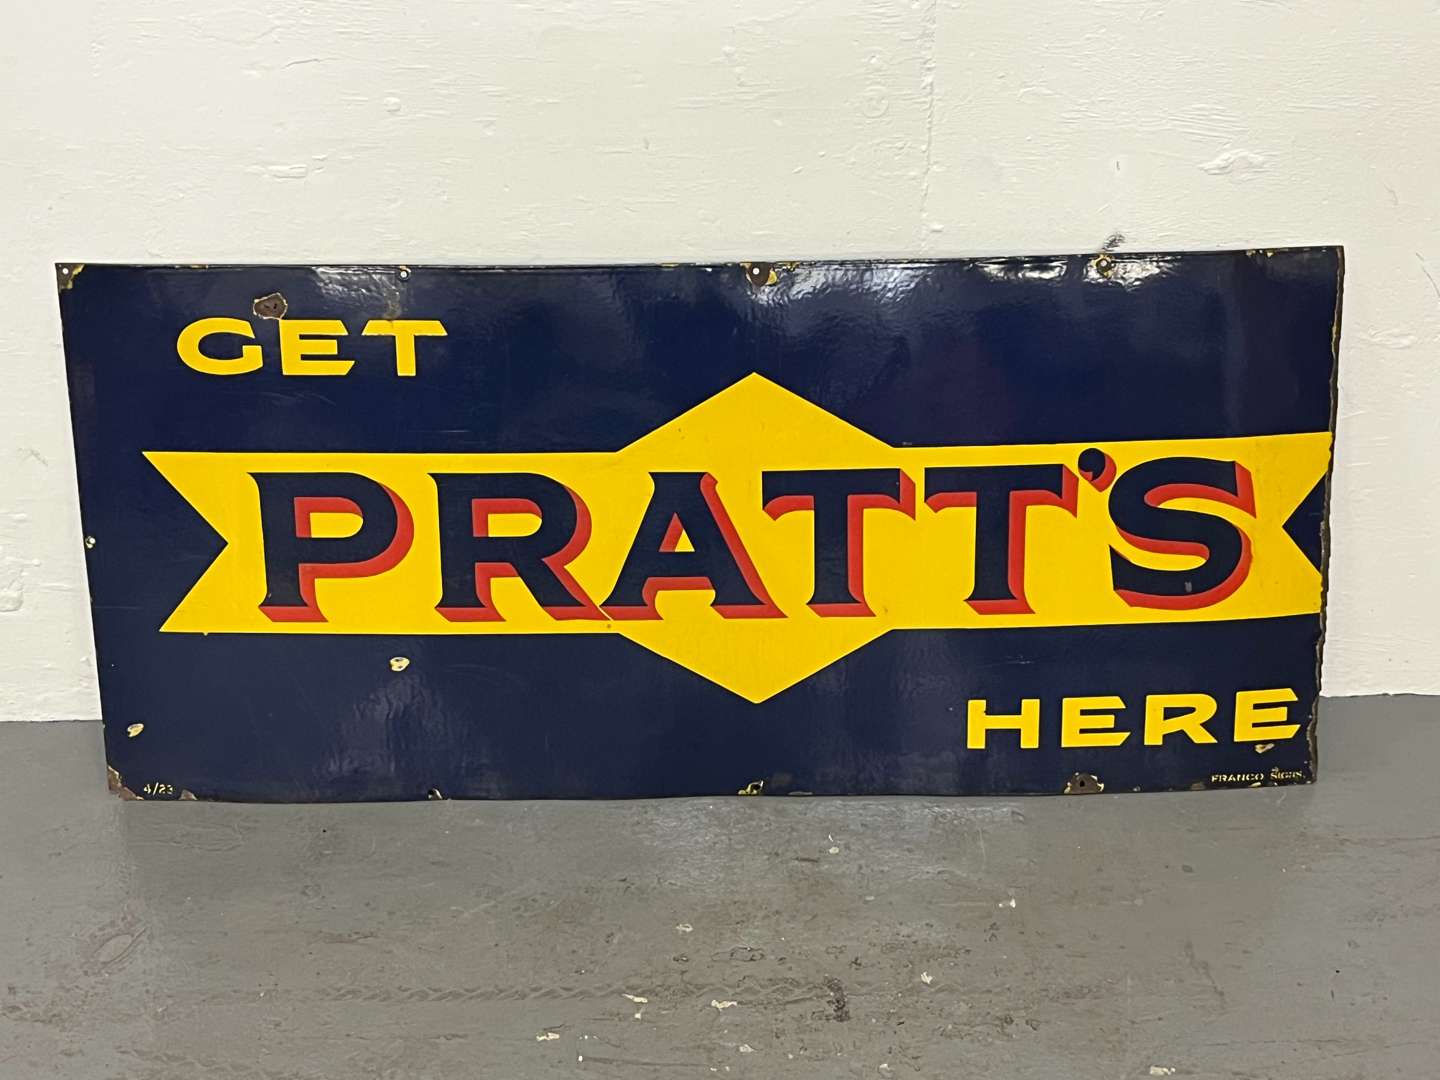 GET
PRATT'S
HERE
4/23 FRANCO SIGNS.